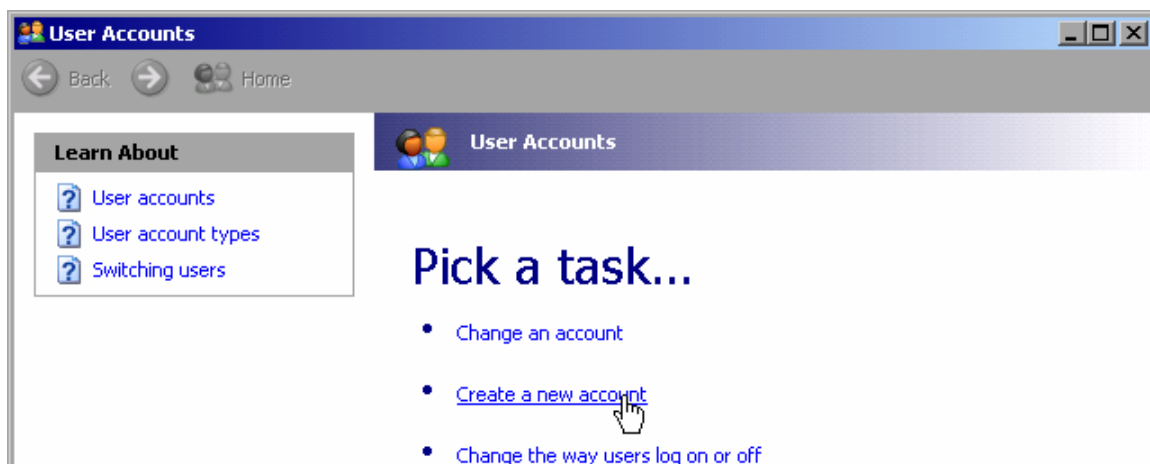 User Accounts
Back Home
Learn About
User accounts
User account types
Switching users
User Accounts
Pick a task...
Change an account
Create a new account
Change the way users log on or off